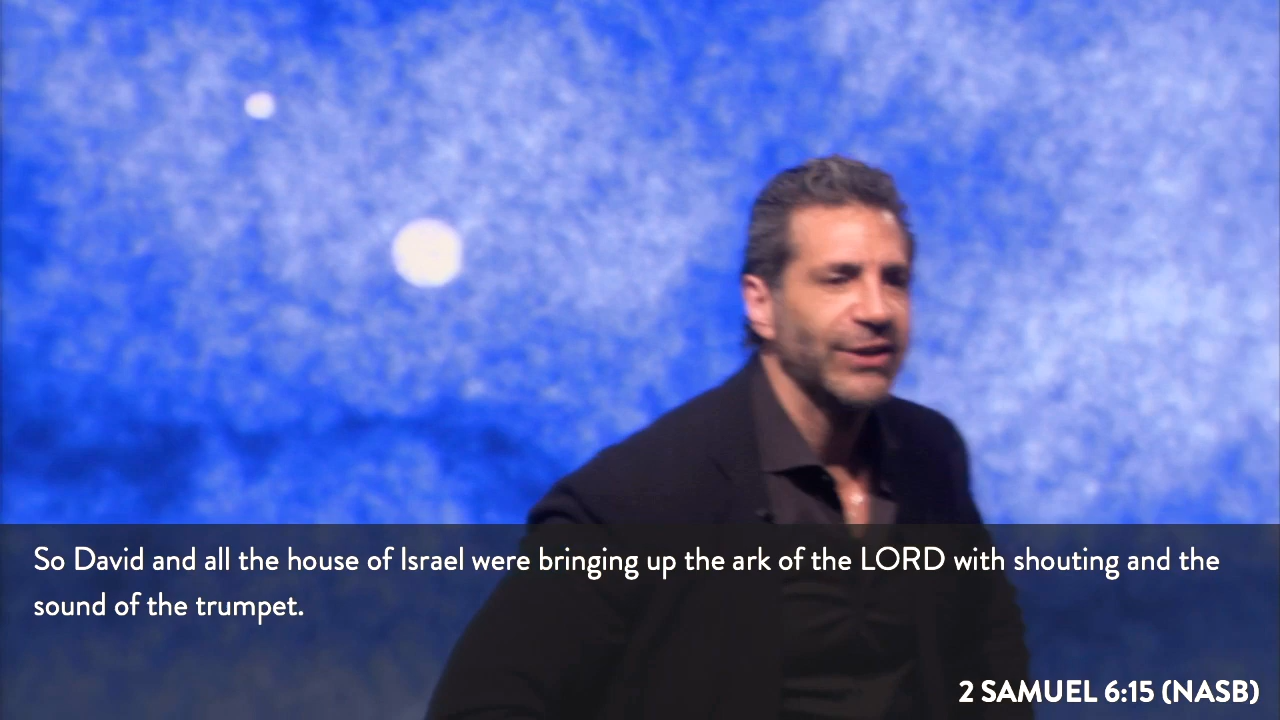 So David and all the house of Israel were bringing up the ark of the LORD with shouting and the
sound of the trumpet.
2 SAMUEL 6:15 (NASB)